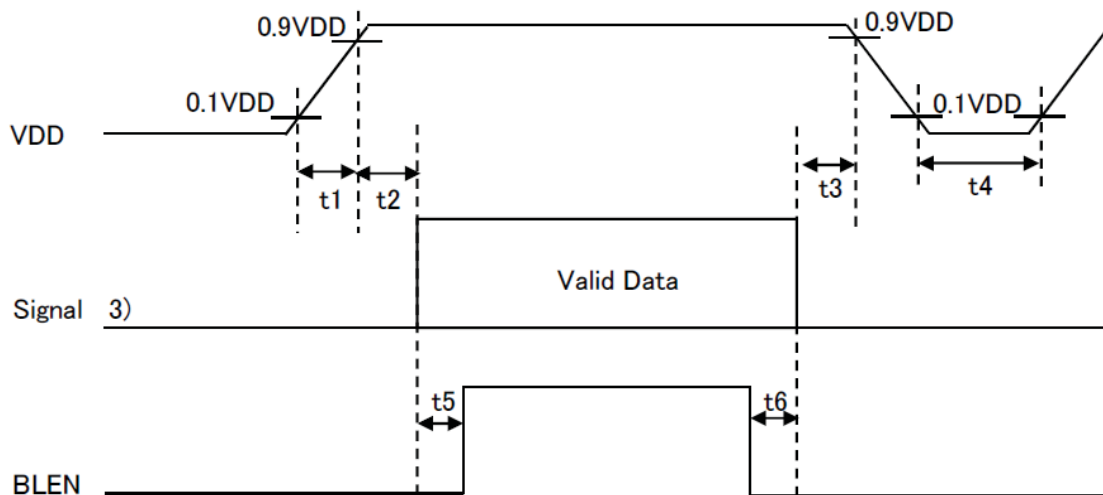 0.9VDD 0.9VDD
0.1VDD 0.1VDD
VDD
t1 t2 t3 t4
Valid Data
Signal 3)
t5 t6
BLEN